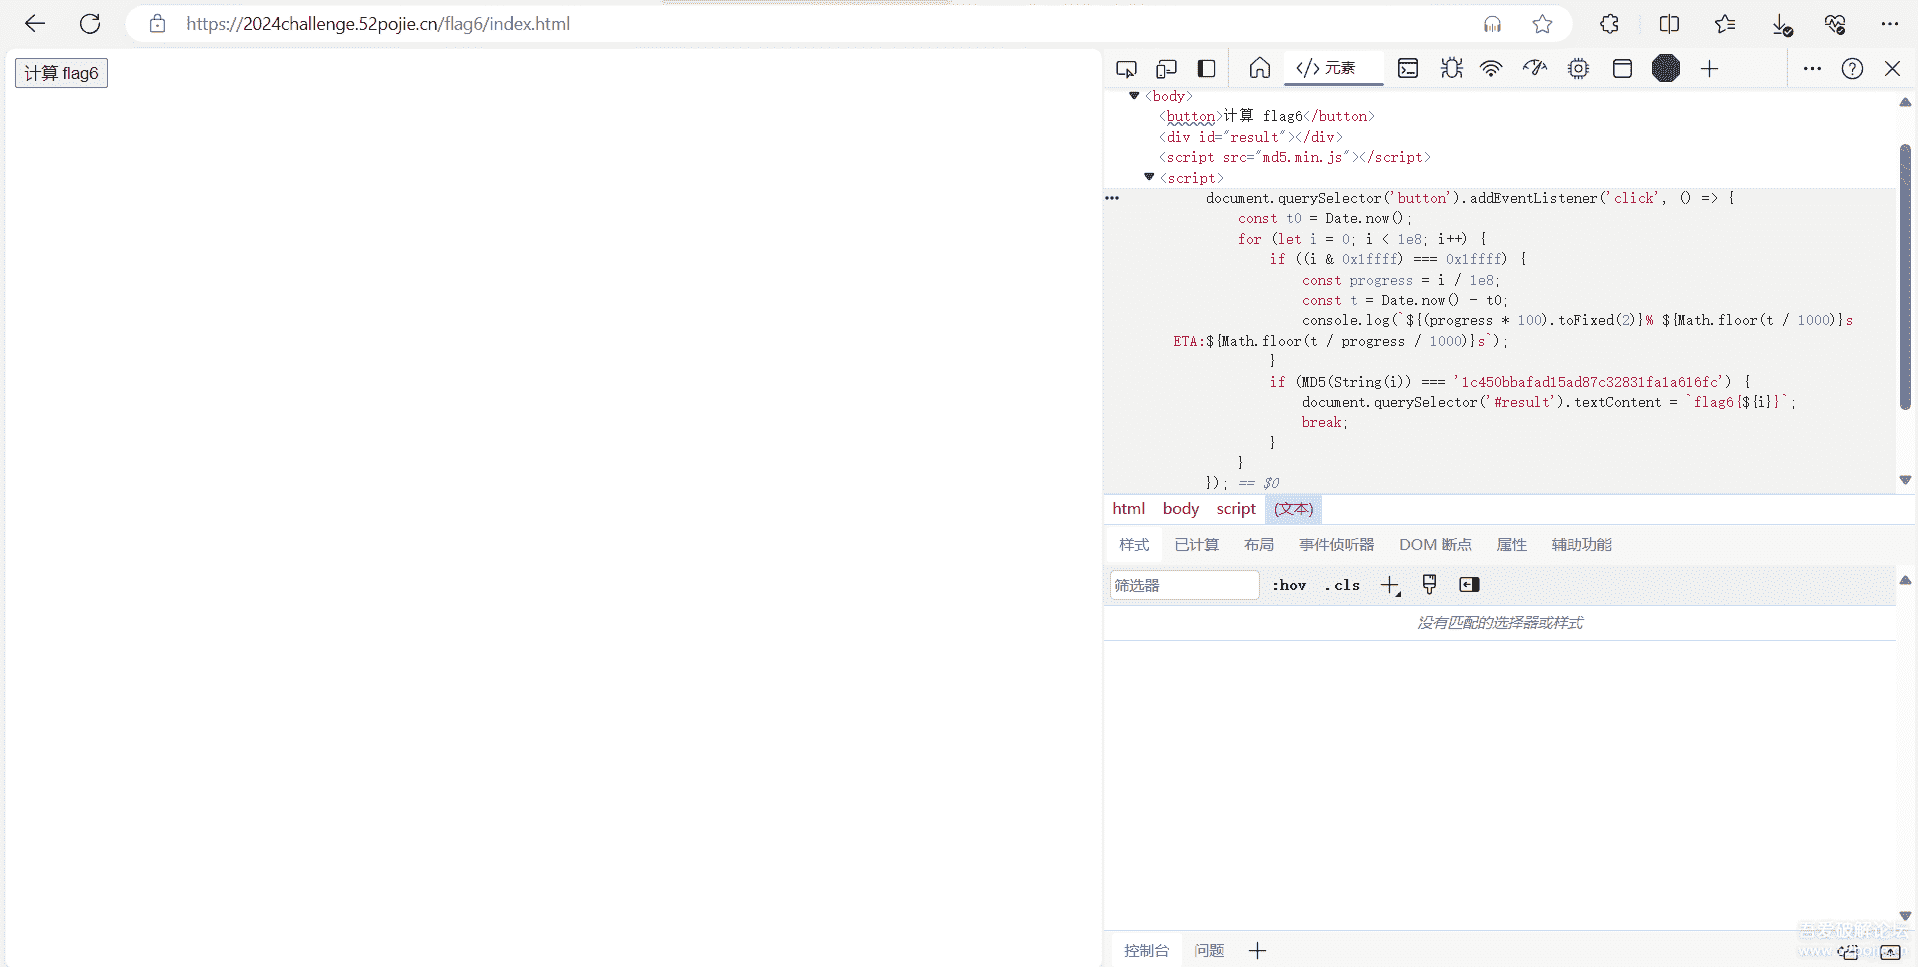 https://2024challenge.52pojie.cn/flag6/index.html
计算 flag6
元素
<body>
<button>计算 flag6</button>
<div id="result"></div>
<script src="md5.min.js"></script>
<script>
document.querySelector('button').addEventListener('click', () => {
const t0 = Date.now();
for (let i = 0; i < 1e8; i++) {
if ((i & 0x1ffff) === 0x1ffff) {
const progress = i / 1e8;
const t = Date.now() - t0;
console.log(`${(progress * 100).toFixed(2)}% ${Math.floor(t / 1000)}s
ETA:${Math.floor(t / progress / 1000)}s`);
}
if (MD5(String(i)) === '1c450bbafad15ad87c32831fa1a616fc') {
document.querySelector('#result').textContent = `flag6{${i}}`;
break;
}
}
}); == $0
html body script (文本)
样式 已计算 布局 事件侦听器 DOM 断点 属性 辅助功能
筛选器 :hov .cls
没有匹配的选择器或样式
吾爱破解论坛
控制台 问题